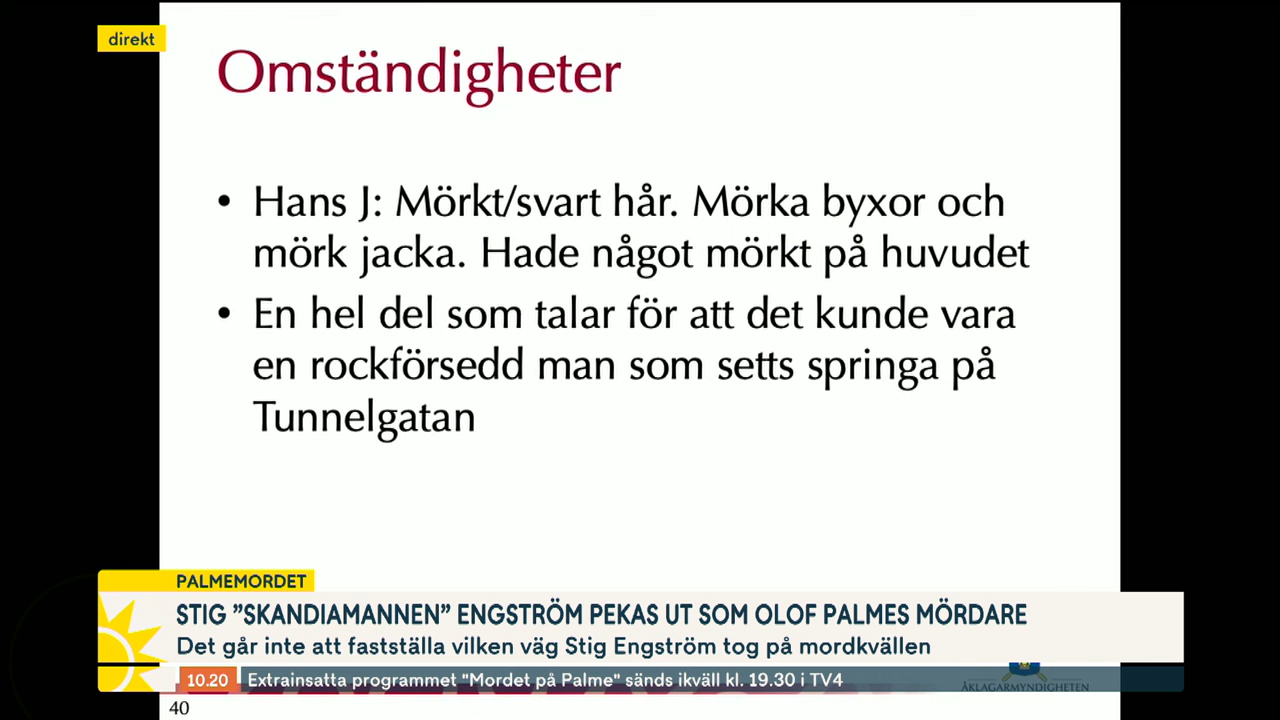 direkt
Omständigheter
• Hans J: Mörkt/svart hår. Mörka byxor och
mörk jacka. Hade något mörkt på huvudet
• En hel del som talar för att det kunde vara
en rockförsedd man som setts springa på
Tunnelgatan
PALMEMORDET
STIG ”SKANDIAMANNEN” ENGSTRÖM PEKAS UT SOM OLOF PALMES MÖRDARE
Det går inte att fastställa vilken väg Stig Engström tog på mordkvällen
10.20 Extrainsatta programmet "Mordet på Palme" sänds ikväll kl. 19.30 i TV4
ÅKLAGARMYNDIGHETEN
40